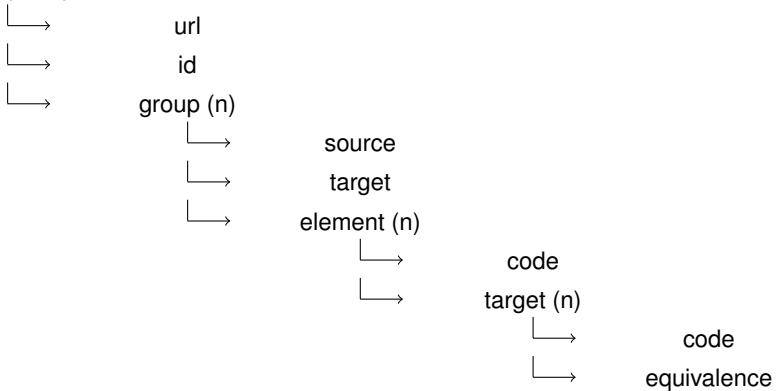 url
id
group (n)
source
target
element (n)
code
target (n)
code
equivalence